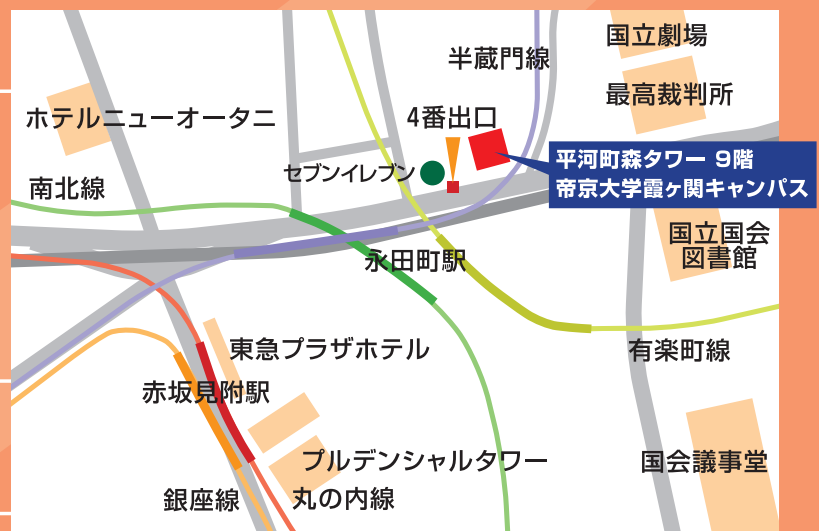 国立劇場
半蔵門線
最高裁判所
ホテルニューオータニ
4番出口
平河町森タワー 9階
帝京大学霞ヶ関キャンパス
セブンイレブン
南北線
国立国会
図書館
永田町駅
東急プラザホテル
有楽町線
赤坂見附駅
プルデンシャルタワー
国会議事堂
銀座線
丸の内線